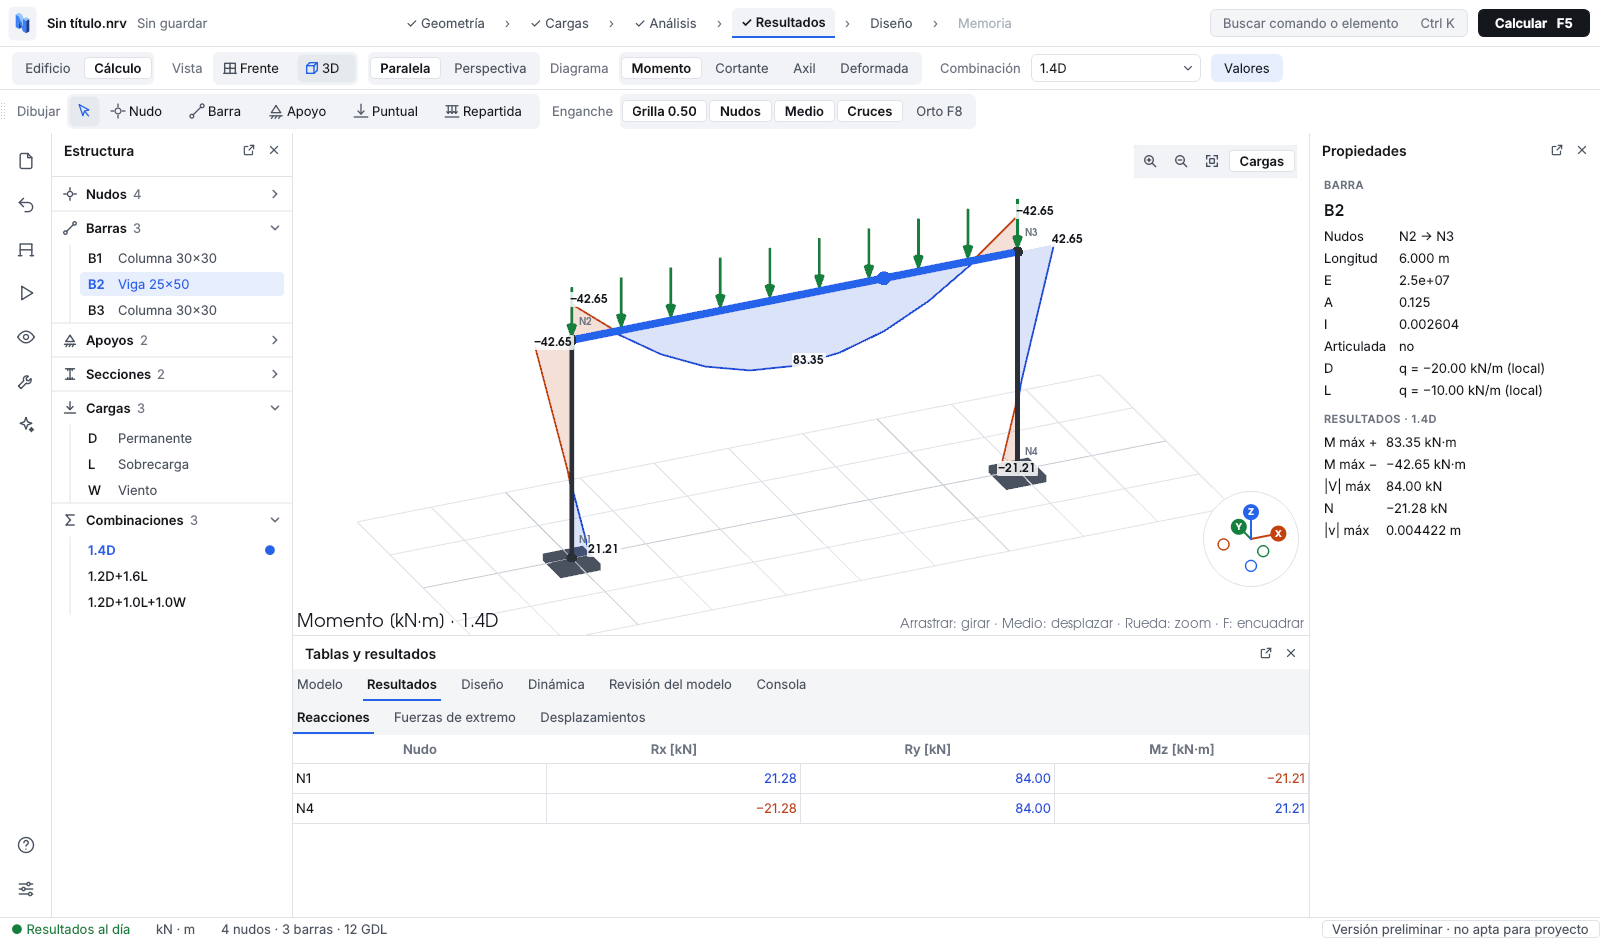 Sin título.nrv Sin guardar
✓ Geometría › ✓ Cargas › ✓ Análisis › ✓ Resultados › Diseño › Memoria
Buscar comando o elemento Ctrl K
Calcular F5
Edificio Cálculo Vista Frente 3D Paralela Perspectiva Diagrama Momento Cortante Axil Deformada Combinación 1.4D Valores
Dibujar Nudo Barra Apoyo Puntual Repartida Enganche Grilla 0.50 Nudos Medio Cruces Orto F8
Estructura
Nudos 4
Barras 3
B1 Columna 30×30
B2 Viga 25×50
B3 Columna 30×30
Apoyos 2
Secciones 2
Cargas 3
D Permanente
L Sobrecarga
W Viento
Combinaciones 3
1.4D
1.2D+1.6L
1.2D+1.0L+1.0W
Cargas
−42.65
N3
42.65
−42.65
N2
−42.65
83.35
N4
−21.21
N1
21.21
Z
Y
X
Momento (kN·m) · 1.4D
Arrastrar: girar · Medio: desplazar · Rueda: zoom · F: encuadrar
Tablas y resultados
Modelo Resultados Diseño Dinámica Revisión del modelo Consola
Reacciones Fuerzas de extremo Desplazamientos
Nudo Rx [kN] Ry [kN] Mz [kN·m]
N1 21.28 84.00 −21.21
N4 −21.28 84.00 21.21
Propiedades
BARRA
B2
Nudos N2 → N3
Longitud 6.000 m
E 2.5e+07
A 0.125
I 0.002604
Articulada no
D q = −20.00 kN/m (local)
L q = −10.00 kN/m (local)
RESULTADOS · 1.4D
M máx + 83.35 kN·m
M máx − −42.65 kN·m
|V| máx 84.00 kN
N −21.28 kN
|v| máx 0.004422 m
Resultados al día kN · m 4 nudos · 3 barras · 12 GDL
Versión preliminar · no apta para proyecto